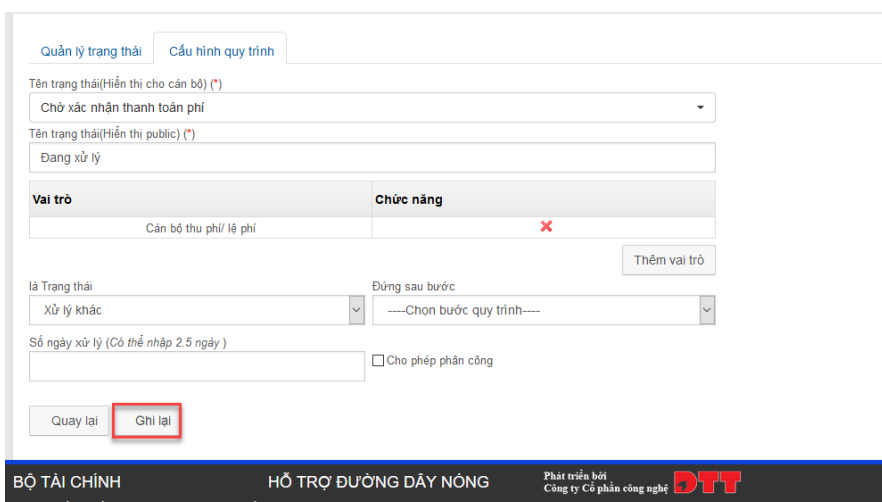 Quản lý trạng thái Cấu hình quy trình
Tên trạng thái(Hiển thị cho cán bộ) (*)
Chờ xác nhận thanh toán phí
Tên trạng thái(Hiển thị public) (*)
Đang xử lý
Vai trò Chức năng
Cán bộ thu phí/ lệ phí
Thêm vai trò
là Trạng thái Đứng sau bước
Xử lý khác ----Chọn bước quy trình----
Số ngày xử lý (Có thể nhập 2.5 ngày )
Cho phép phân công
Quay lại Ghi lại
BỘ TÀI CHÍNH HỖ TRỢ ĐƯỜNG DÂY NÓNG Phát triển bởi
Công ty Cổ phần công nghệ DTT